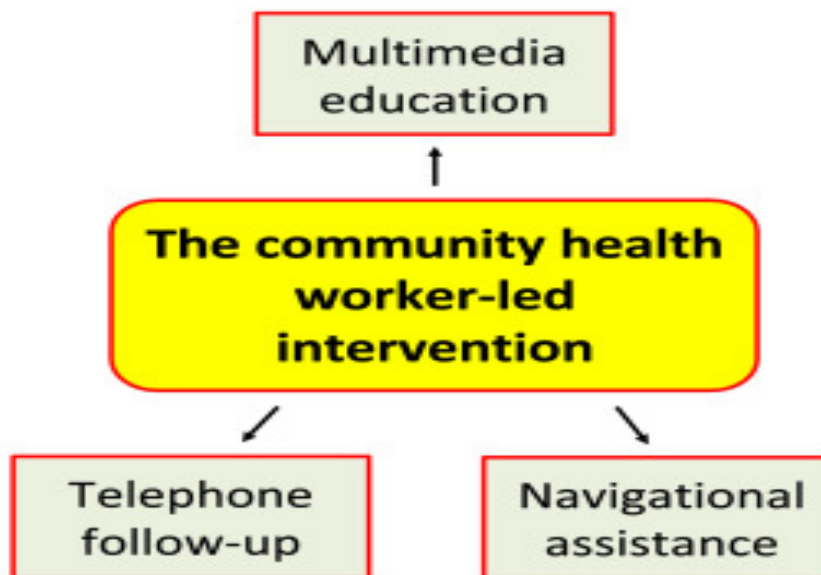 Multimedia
education
The community health
worker-led
intervention
Telephone
follow-up
Navigational
assistance